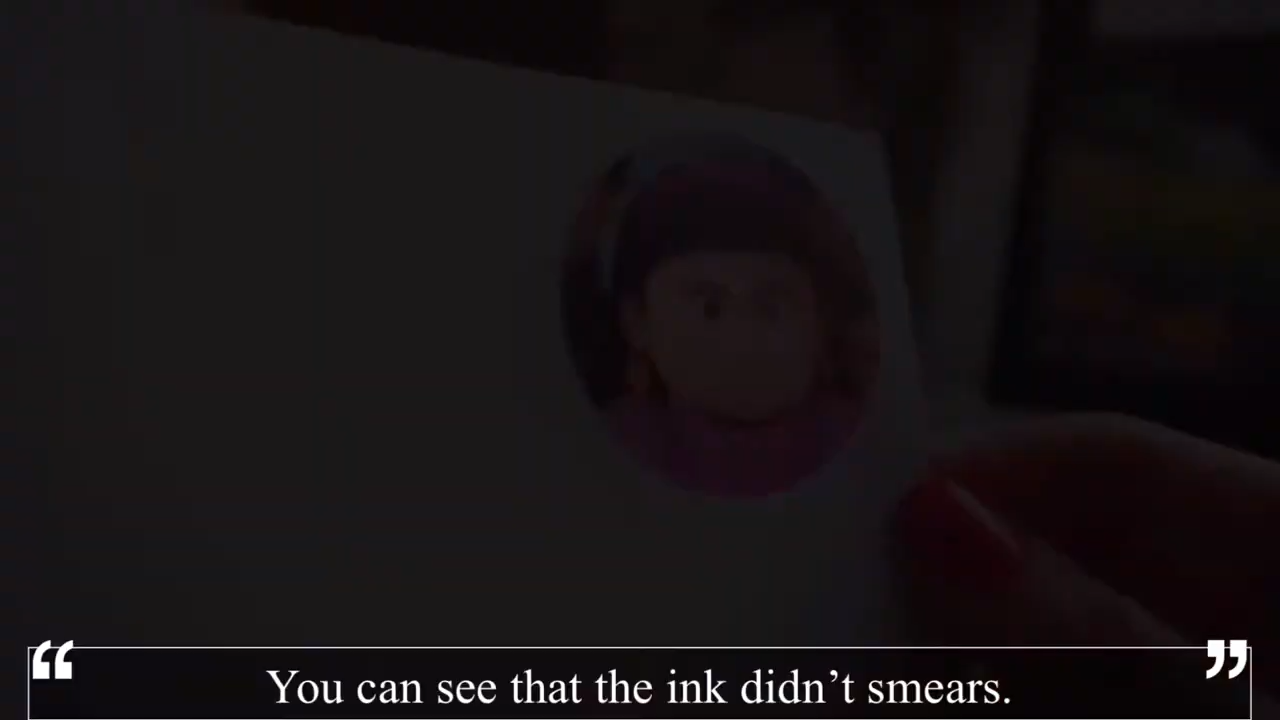 “ ”
You can see that the ink didn’t smears.